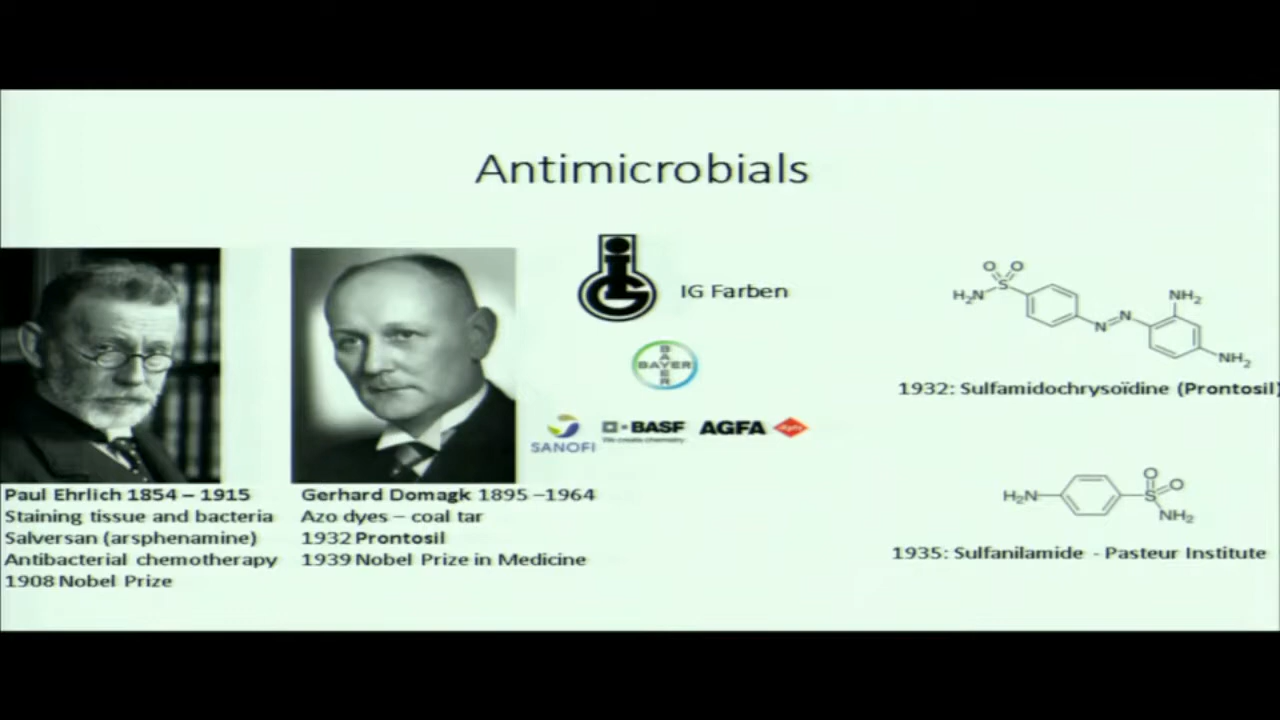 Antimicrobials
Paul Ehrlich 1854 – 1915
Staining tissue and bacteria
Salversan (arsphenamine)
Antibacterial chemotherapy
1908 Nobel Prize
Gerhard Domagk 1895 –1964
Azo dyes – coal tar
1932 Prontosil
1939 Nobel Prize in Medicine
IG
IG Farben
BAYER
BAYER
SANOFI
BASF
We create chemistry
AGFA
H₂N
O O
S
N=N
NH₂
NH₂
1932: Sulfamidochrysoïdine (Prontosil)
H₂N
O
S
O
NH₂
1935: Sulfanilamide - Pasteur Institute